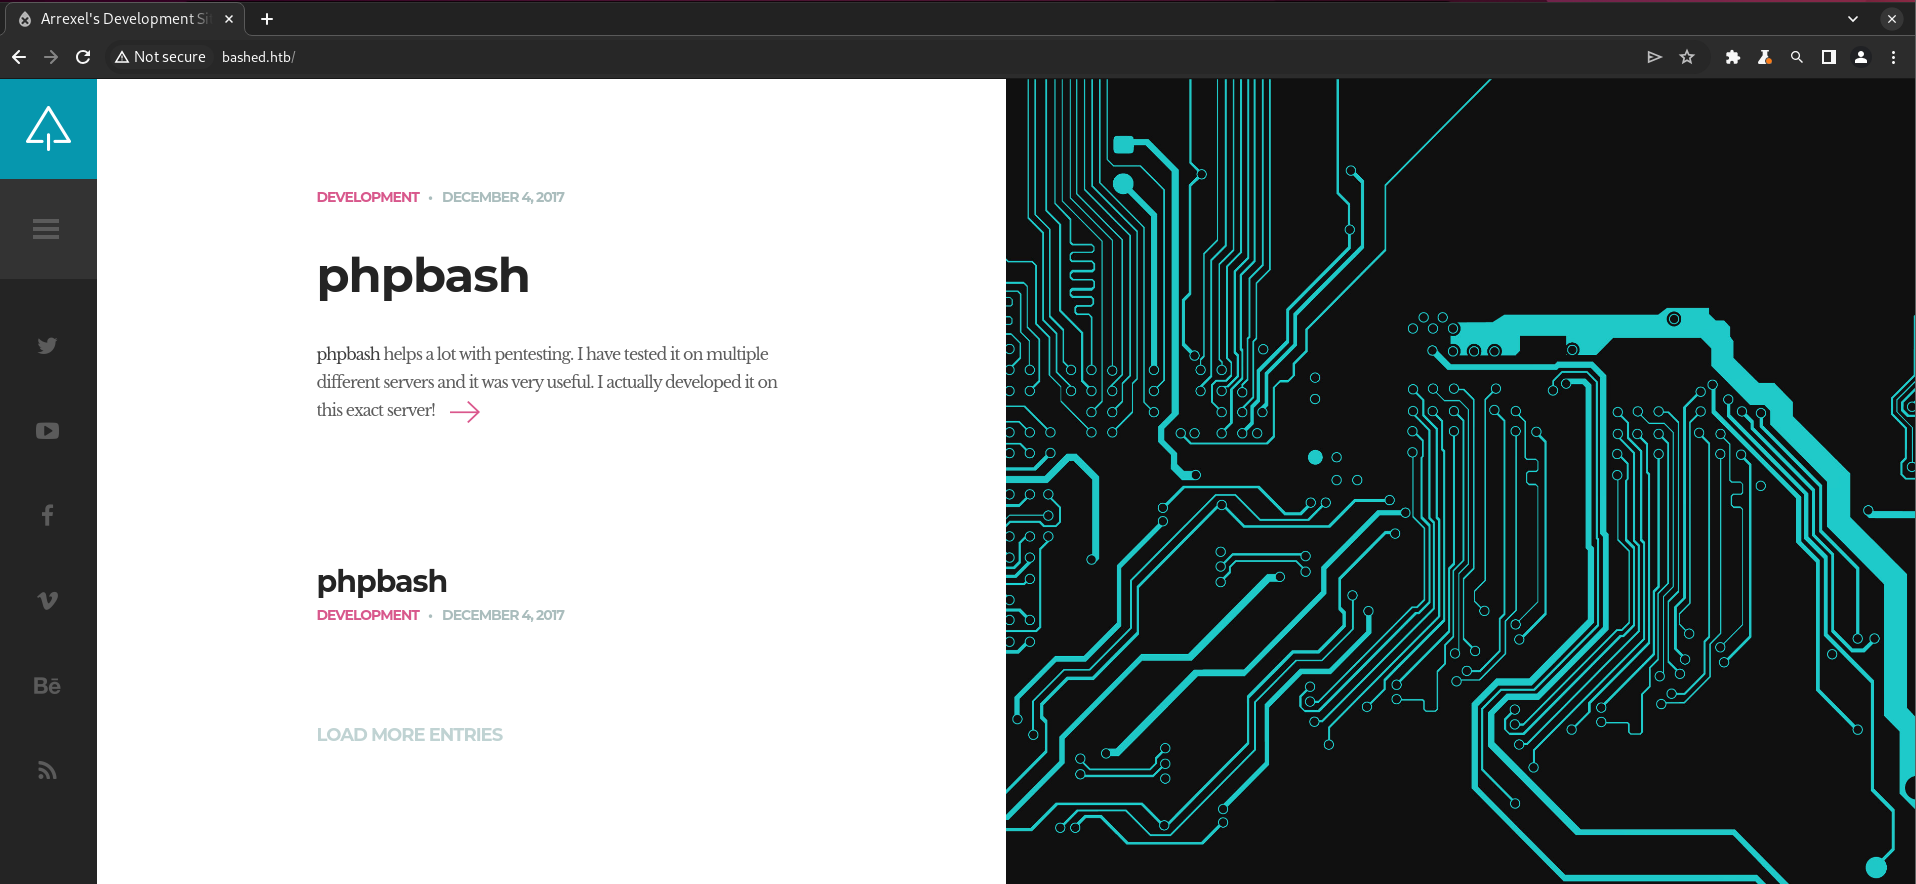 Arrexel's Development Si
Not secure
bashed.htb/
DEVELOPMENT • DECEMBER 4, 2017
phpbash
phpbash helps a lot with pentesting. I have tested it on multiple
different servers and it was very useful. I actually developed it on
this exact server!
phpbash
DEVELOPMENT • DECEMBER 4, 2017
LOAD MORE ENTRIES
Bē